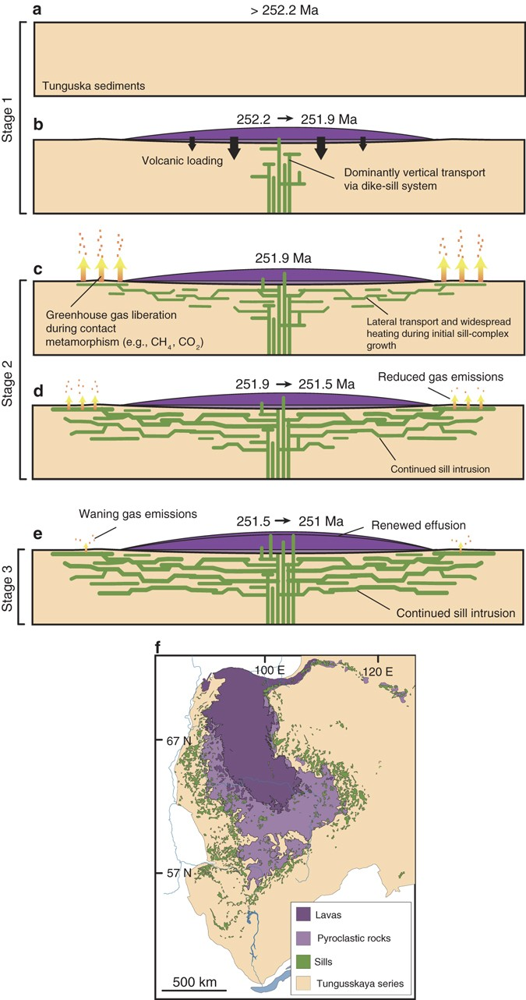 a
> 252.2 Ma
Tunguska sediments
Stage 1
b
252.2 → 251.9 Ma
Volcanic loading
Dominantly vertical transport
via dike-sill system
c
251.9 Ma
Greenhouse gas liberation
during contact
metamorphism (e.g., CH4, CO2)
Lateral transport and widespread
heating during initial sill-complex
growth
Stage 2
d
251.9 → 251.5 Ma
Reduced gas emissions
Continued sill intrusion
Waning gas emissions
e
251.5 → 251 Ma
Renewed effusion
Stage 3
Continued sill intrusion
f
100 E
120 E
67 N
57 N
Lavas
Pyroclastic rocks
Sills
Tungusskaya series
500 km